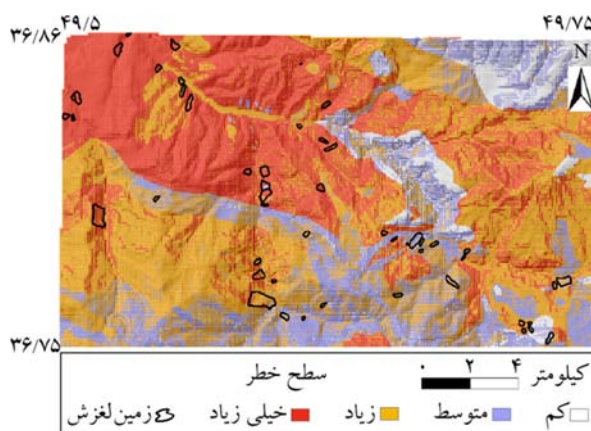 ۴۹/۵ ۴۹/۷۵
۳۶/۸۶
N
۳۶/۷۵
سطح خطر ۰ ۲ ۴ کیلومتر
کم متوسط زیاد خیلی زیاد زمین‌لغزش